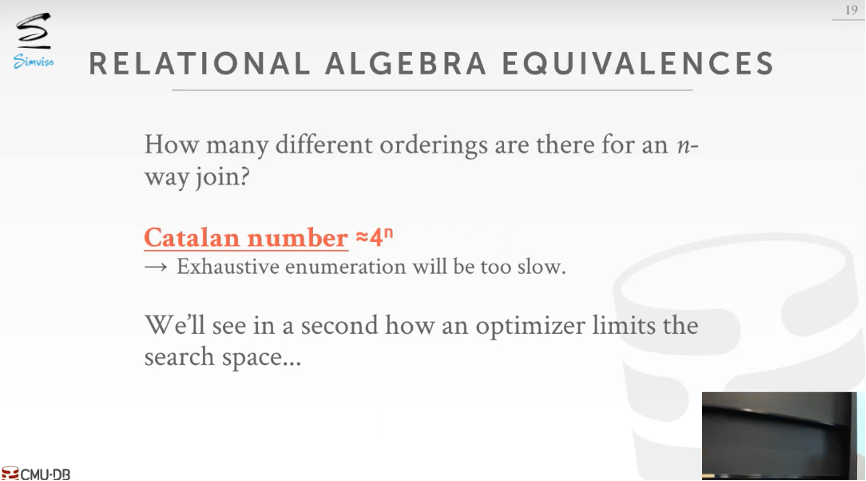 19
Simviso
RELATIONAL ALGEBRA EQUIVALENCES
How many different orderings are there for an n-
way join?
Catalan number ≈4ⁿ
→ Exhaustive enumeration will be too slow.
We'll see in a second how an optimizer limits the
search space...
CMU·DB